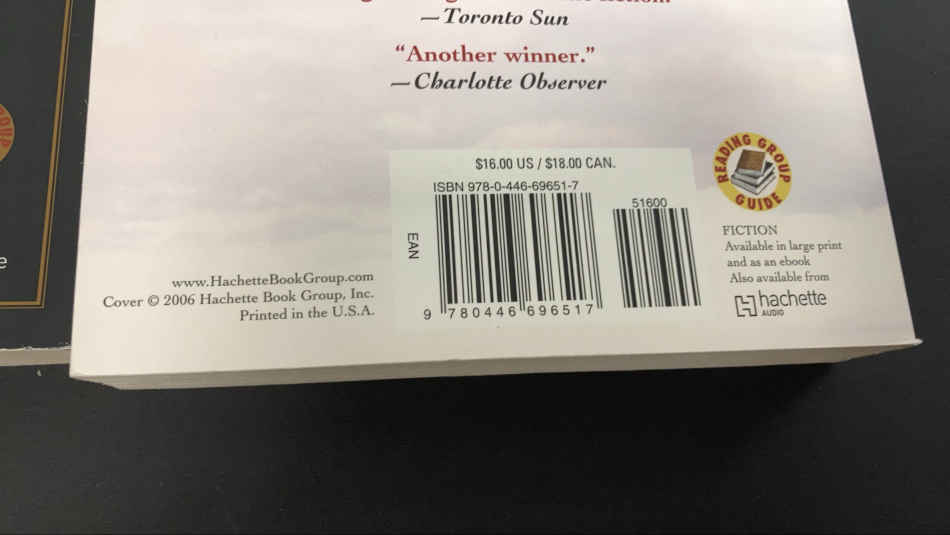 fiction."
—Toronto Sun
“Another winner.”
—Charlotte Observer
$16.00 US / $18.00 CAN.
ISBN 978-0-446-69651-7
51600
EAN
9 780446 696517
www.HachetteBookGroup.com
Cover © 2006 Hachette Book Group, Inc.
Printed in the U.S.A.
READING GROUP
GUIDE
FICTION
Available in large print
and as an ebook
Also available from
hachette
AUDIO